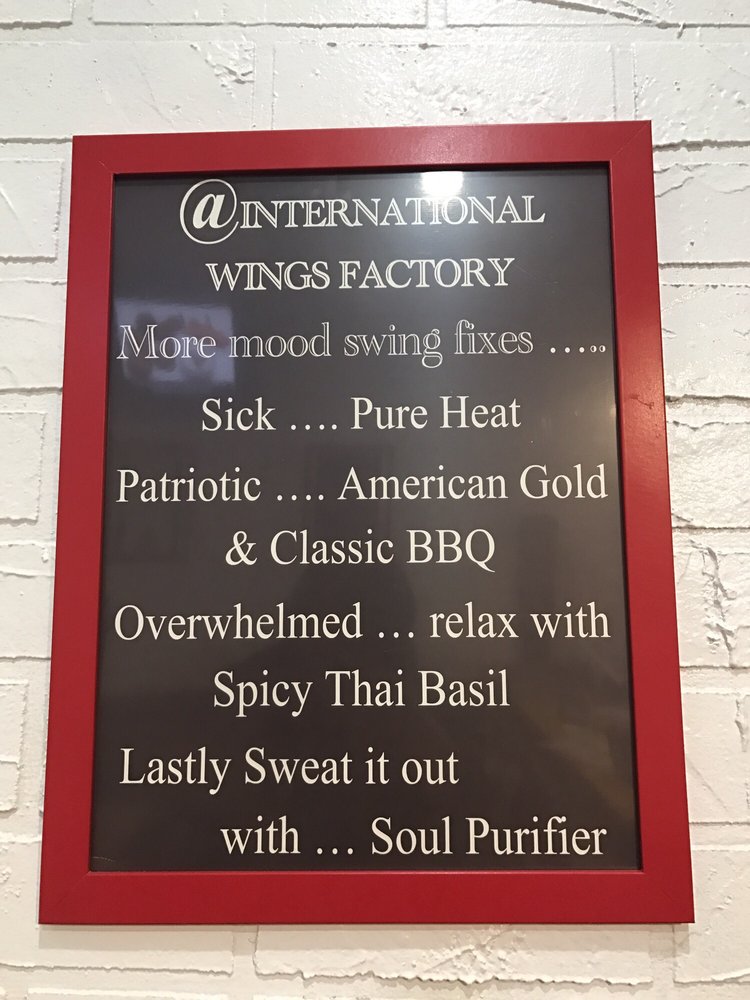 @INTERNATIONAL
WINGS FACTORY
More mood swing fixes .....
Sick .... Pure Heat
Patriotic .... American Gold
& Classic BBQ
Overwhelmed ... relax with
Spicy Thai Basil
Lastly Sweat it out
with ... Soul Purifier